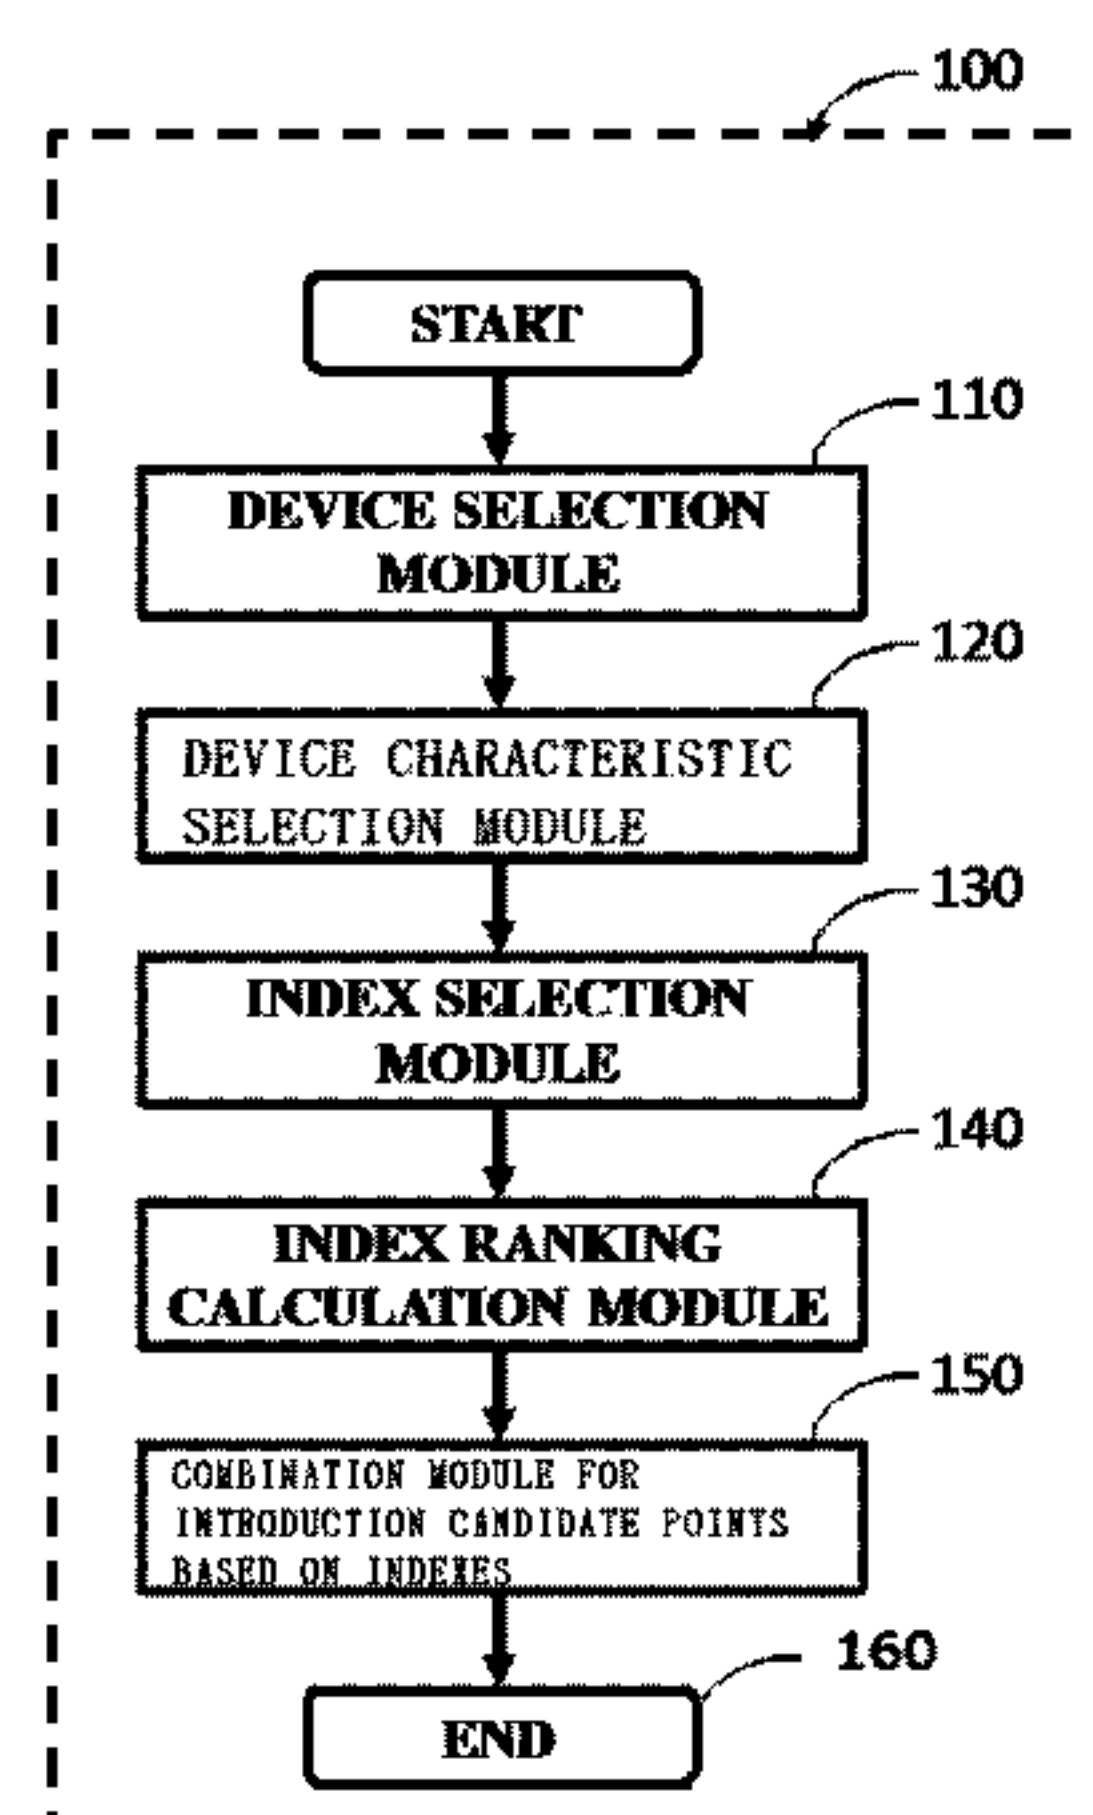 100
START
110
DEVICE SELECTION
MODULE
120
DEVICE CHARACTERISTIC
SELECTION MODULE
130
INDEX SELECTION
MODULE
140
INDEX RANKING
CALCULATION MODULE
150
COMBINATION MODULE FOR
INTRODUCTION CANDIDATE POINTS
BASED ON INDEXES
160
END